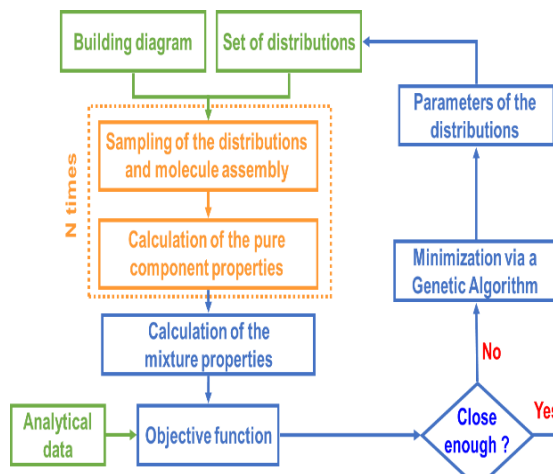 Building diagram
Set of distributions
Sampling of the distributions
and molecule assembly
N times
Calculation of the pure
component properties
Calculation of the
mixture properties
Analytical
data
Objective function
Close
enough ?
Yes
No
Minimization via a
Genetic Algorithm
Parameters of the
distributions